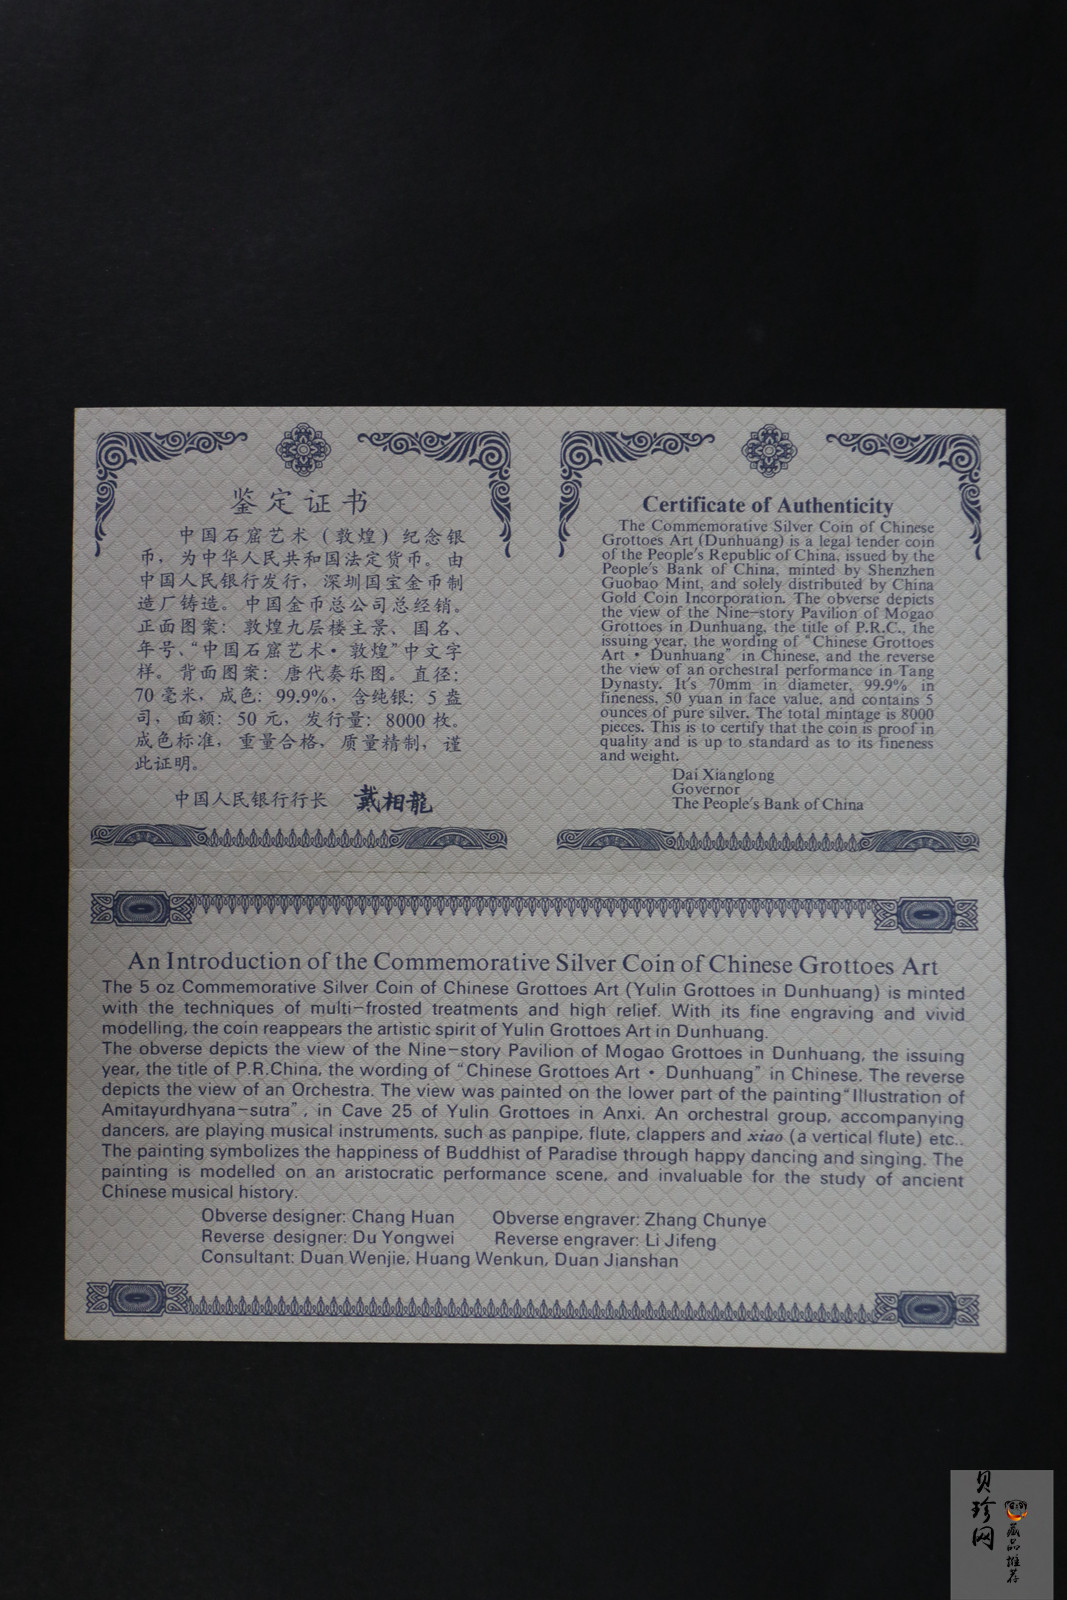 鉴定证书
中国石窟艺术(敦煌)纪念银
币，为中华人民共和国法定货币。由
中国人民银行发行，深圳国宝金币制
造厂铸造。中国金币总公司总经销。
正面图案：敦煌九层楼主景、国名、
年号、“中国石窟艺术·敦煌”中文字
样。背面图案：唐代奏乐图。直径：
70毫米，成色：99.9%，含纯银：5盎
司，面额：50元，发行量：8000枚。
成色标准，重量合格，质量精制，谨
此证明。
中国人民银行行长 戴相龍
Certificate of Authenticity
The Commemorative Silver Coin of Chinese
Grottoes Art (Dunhuang) is a legal tender coin
of the People's Republic of China, issued by the
People's Bank of China, minted by Shenzhen
Guobao Mint, and solely distributed by China
Gold Coin Incorporation. The obverse depicts
the view of the Nine-story Pavilion of Mogao
Grottoes in Dunhuang, the title of P.R.C., the
issuing year, the wording of "Chinese Grottoes
Art • Dunhuang" in Chinese, and the reverse
the view of an orchestral performance in Tang
Dynasty. It's 70mm in diameter, 99.9% in
fineness, 50 yuan in face value, and contains 5
ounces of pure silver. The total mintage is 8000
pieces. This is to certify that the coin is proof in
quality and is up to standard as to its fineness
and weight.
Dai Xianglong
Governor
The People's Bank of China
An Introduction of the Commemorative Silver Coin of Chinese Grottoes Art
The 5 oz Commemorative Silver Coin of Chinese Grottoes Art (Yulin Grottoes in Dunhuang) is minted
with the techniques of multi-frosted treatments and high relief. With its fine engraving and vivid
modelling, the coin reappears the artistic spirit of Yulin Grottoes Art in Dunhuang.
The obverse depicts the view of the Nine-story Pavilion of Mogao Grottoes in Dunhuang, the issuing
year, the title of P.R.China, the wording of "Chinese Grottoes Art • Dunhuang" in Chinese. The reverse
depicts the view of an Orchestra. The view was painted on the lower part of the painting "Illustration of
Amitayurdhyana-sutra", in Cave 25 of Yulin Grottoes in Anxi. An orchestral group, accompanying
dancers, are playing musical instruments, such as panpipe, flute, clappers and xiao (a vertical flute) etc..
The painting symbolizes the happiness of Buddhist of Paradise through happy dancing and singing. The
painting is modelled on an aristocratic performance scene, and invaluable for the study of ancient
Chinese musical history.
Obverse designer: Chang Huan Obverse engraver: Zhang Chunye
Reverse designer: Du Yongwei Reverse engraver: Li Jifeng
Consultant: Duan Wenjie, Huang Wenkun, Duan Jianshan
贝珍网
藏品推荐